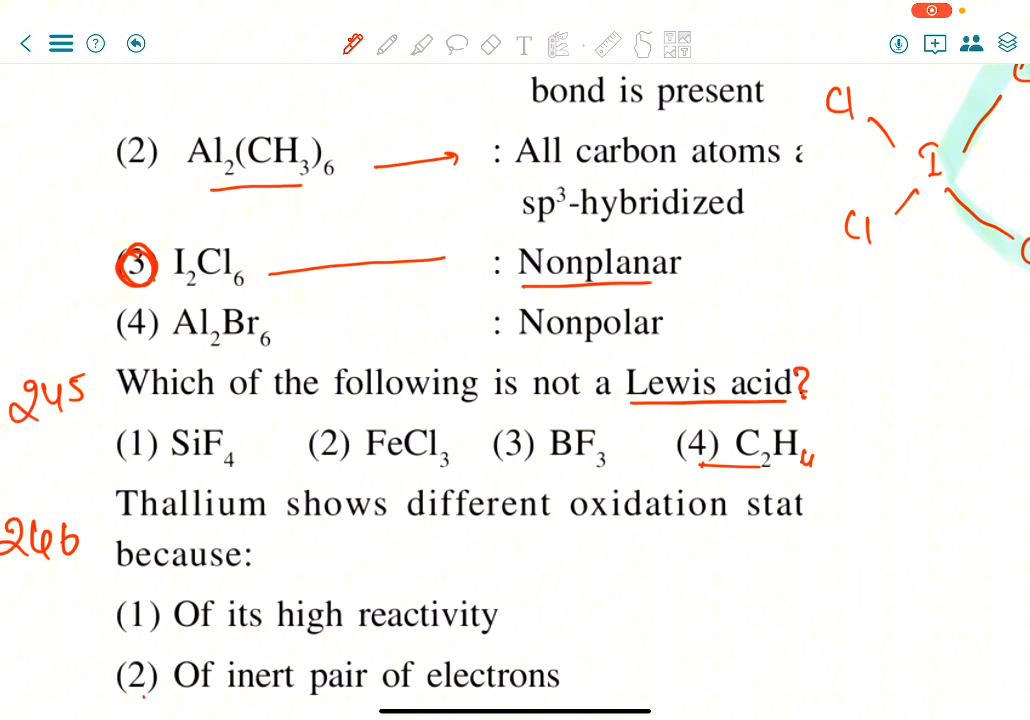 bond is present
Cl
(2) Al₂(CH₃)₆ : All carbon atoms
I
sp³-hybridized
Cl
(3) I₂Cl₆ : Nonplanar
(4) Al₂Br₆ : Nonpolar
245 Which of the following is not a Lewis acid?
(1) SiF₄ (2) FeCl₃ (3) BF₃ (4) C₂H₄
Thallium shows different oxidation stat
246 because:
(1) Of its high reactivity
(2) Of inert pair of electrons